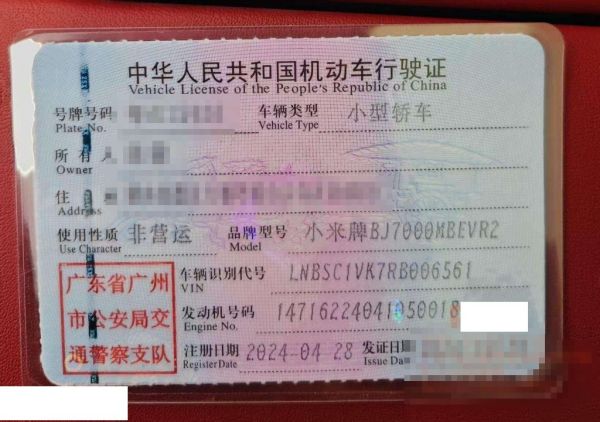 中华人民共和国机动车行驶证
Vehicle License of the People's Republic of China
号牌号码 车辆类型 小型轿车
Plate No. Vehicle Type
所有人
Owner
住
Address
使用性质 非营运 品牌型号 小米牌BJ7000MBEVR2
Use Character Model
车辆识别代号 LNBSC1VK7RB006561
VIN
发动机号码 14716224041050018
Engine No.
注册日期 2024-04-28 发证日期
Register Date Issue Da
广东省广州
市公安局交
通警察支队